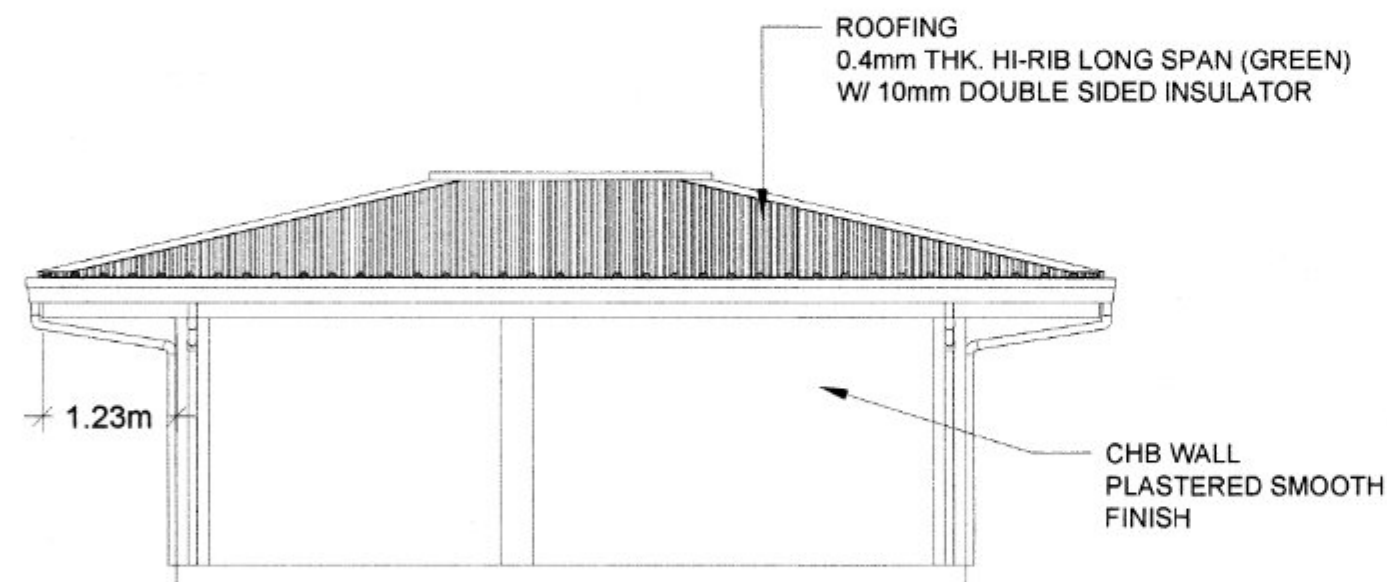 ROOFING
0.4mm THK. HI-RIB LONG SPAN (GREEN)
W/ 10mm DOUBLE SIDED INSULATOR
1.23m
CHB WALL
PLASTERED SMOOTH
FINISH